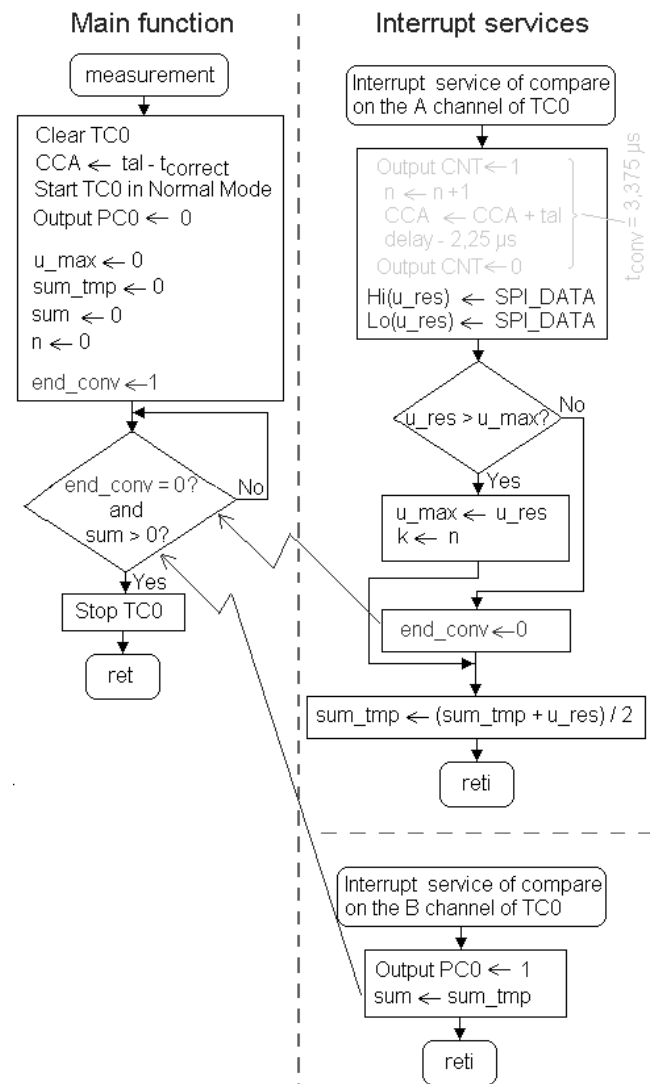 Main function
measurement
Clear TC0
CCA ← tal - tcorrect
Start TC0 in Normal Mode
Output PC0 ← 0
u_max ← 0
sum_tmp ← 0
sum ← 0
n ← 0
end_conv ← 1
end_conv = 0?
and
sum > 0?
No
Yes
Stop TC0
ret
Interrupt services
Interrupt service of compare
on the A channel of TC0
Output CNT ← 1
n ← n+1
CCA ← CCA + tal
delay - 2,25 µs
Output CNT ← 0
tconv = 3,375 µs
Hi(u_res) ← SPI_DATA
Lo(u_res) ← SPI_DATA
u_res > u_max?
No
Yes
u_max ← u_res
k ← n
end_conv ← 0
sum_tmp ← (sum_tmp + u_res) / 2
reti
Interrupt service of compare
on the B channel of TC0
Output PC0 ← 1
sum ← sum_tmp
reti